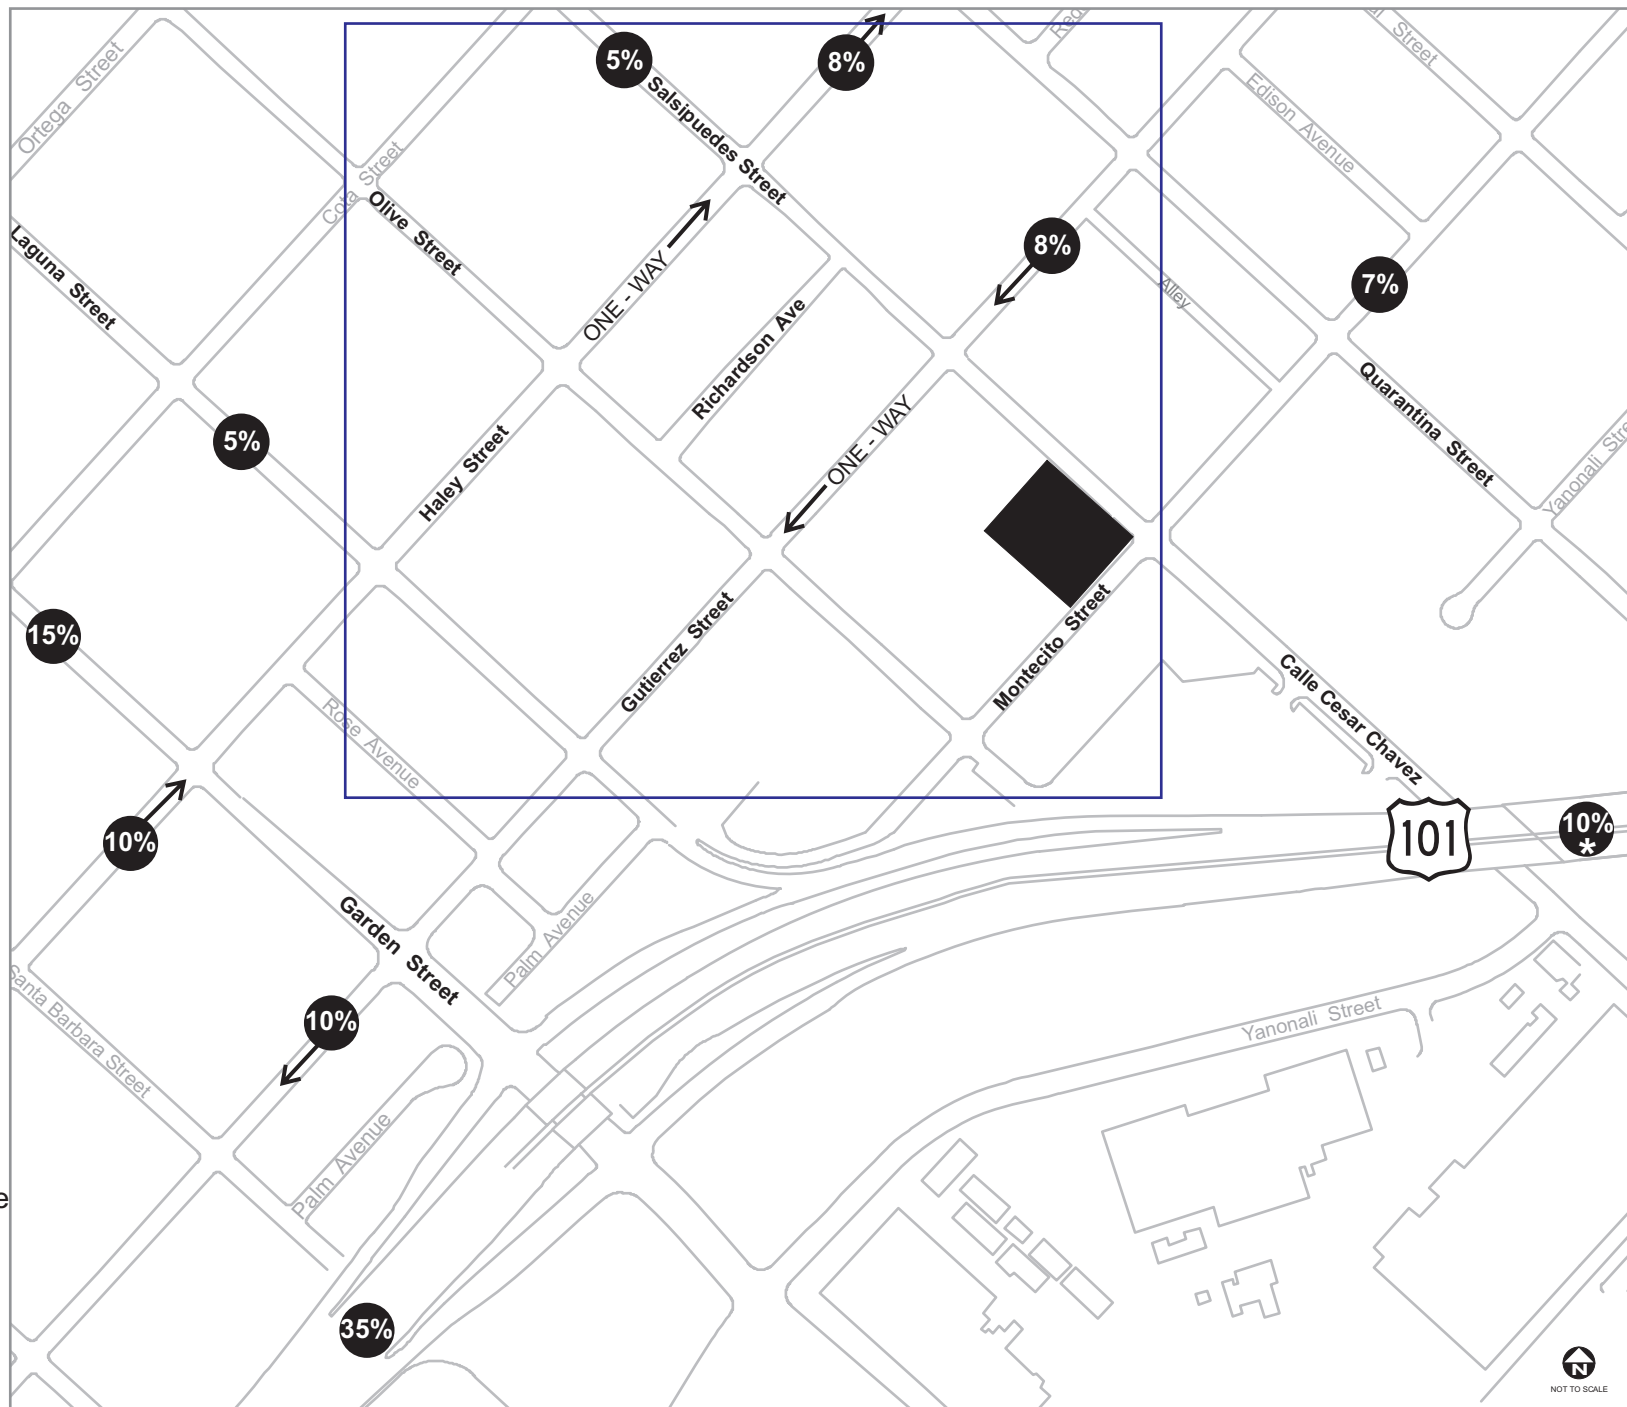 5%
8%
Street
Ortega Street
Salsipuedes Street
Edison Avenue
Cota Street
Olive Street
Laguna Street
ONE - WAY
8%
7%
Alley
Richardson Ave
Quarantina Street
5%
Haley Street
ONE - WAY
Yanonali
15%
Gutierrez Street
Montecito Street
Calle Cesar Chavez
Rose Avenue
10%
101
10%
*
Garden Street
Palm Avenue
Santa Barbara Street
10%
Yanonali Street
Palm Avenue
35%
N
NOT TO SCALE